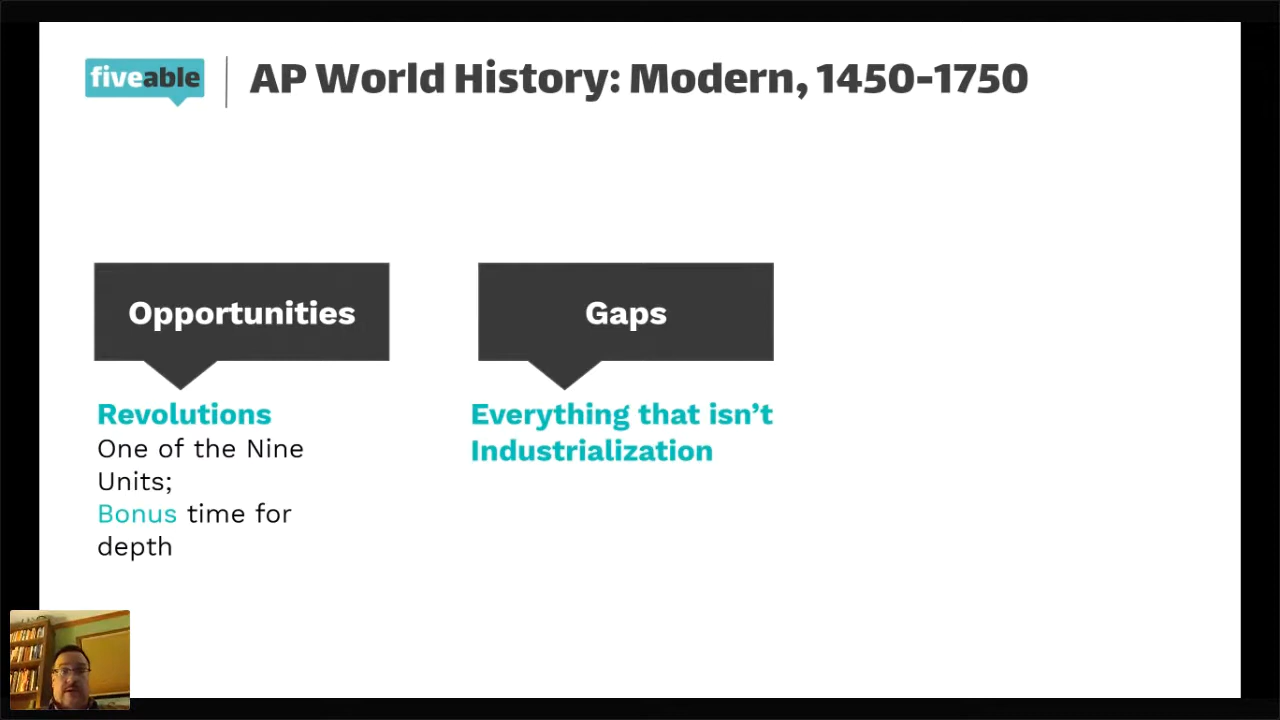 fiveable
AP World History: Modern, 1450-1750
Opportunities
Revolutions
One of the Nine
Units;
Bonus time for
depth
Gaps
Everything that isn’t
Industrialization